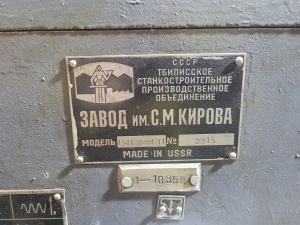 СССР
ТБИЛИССКОЕ
СТАНКОСТРОИТЕЛЬНОЕ
ПРОИЗВОДСТВЕННОЕ
ОБЪЕДИНЕНИЕ
ЗАВОД ИМ. С.М. КИРОВА
МОДЕЛЬ №
MADE IN USSR